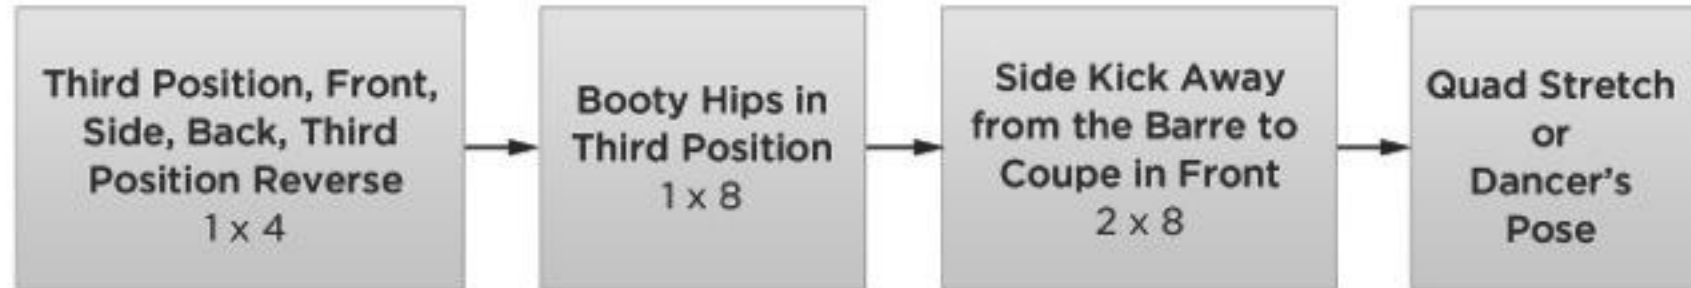 Third Position, Front,
Side, Back, Third
Position Reverse
1 x 4
Booty Hips in
Third Position
1 x 8
Side Kick Away
from the Barre to
Coupe in Front
2 x 8
Quad Stretch
or
Dancer's
Pose